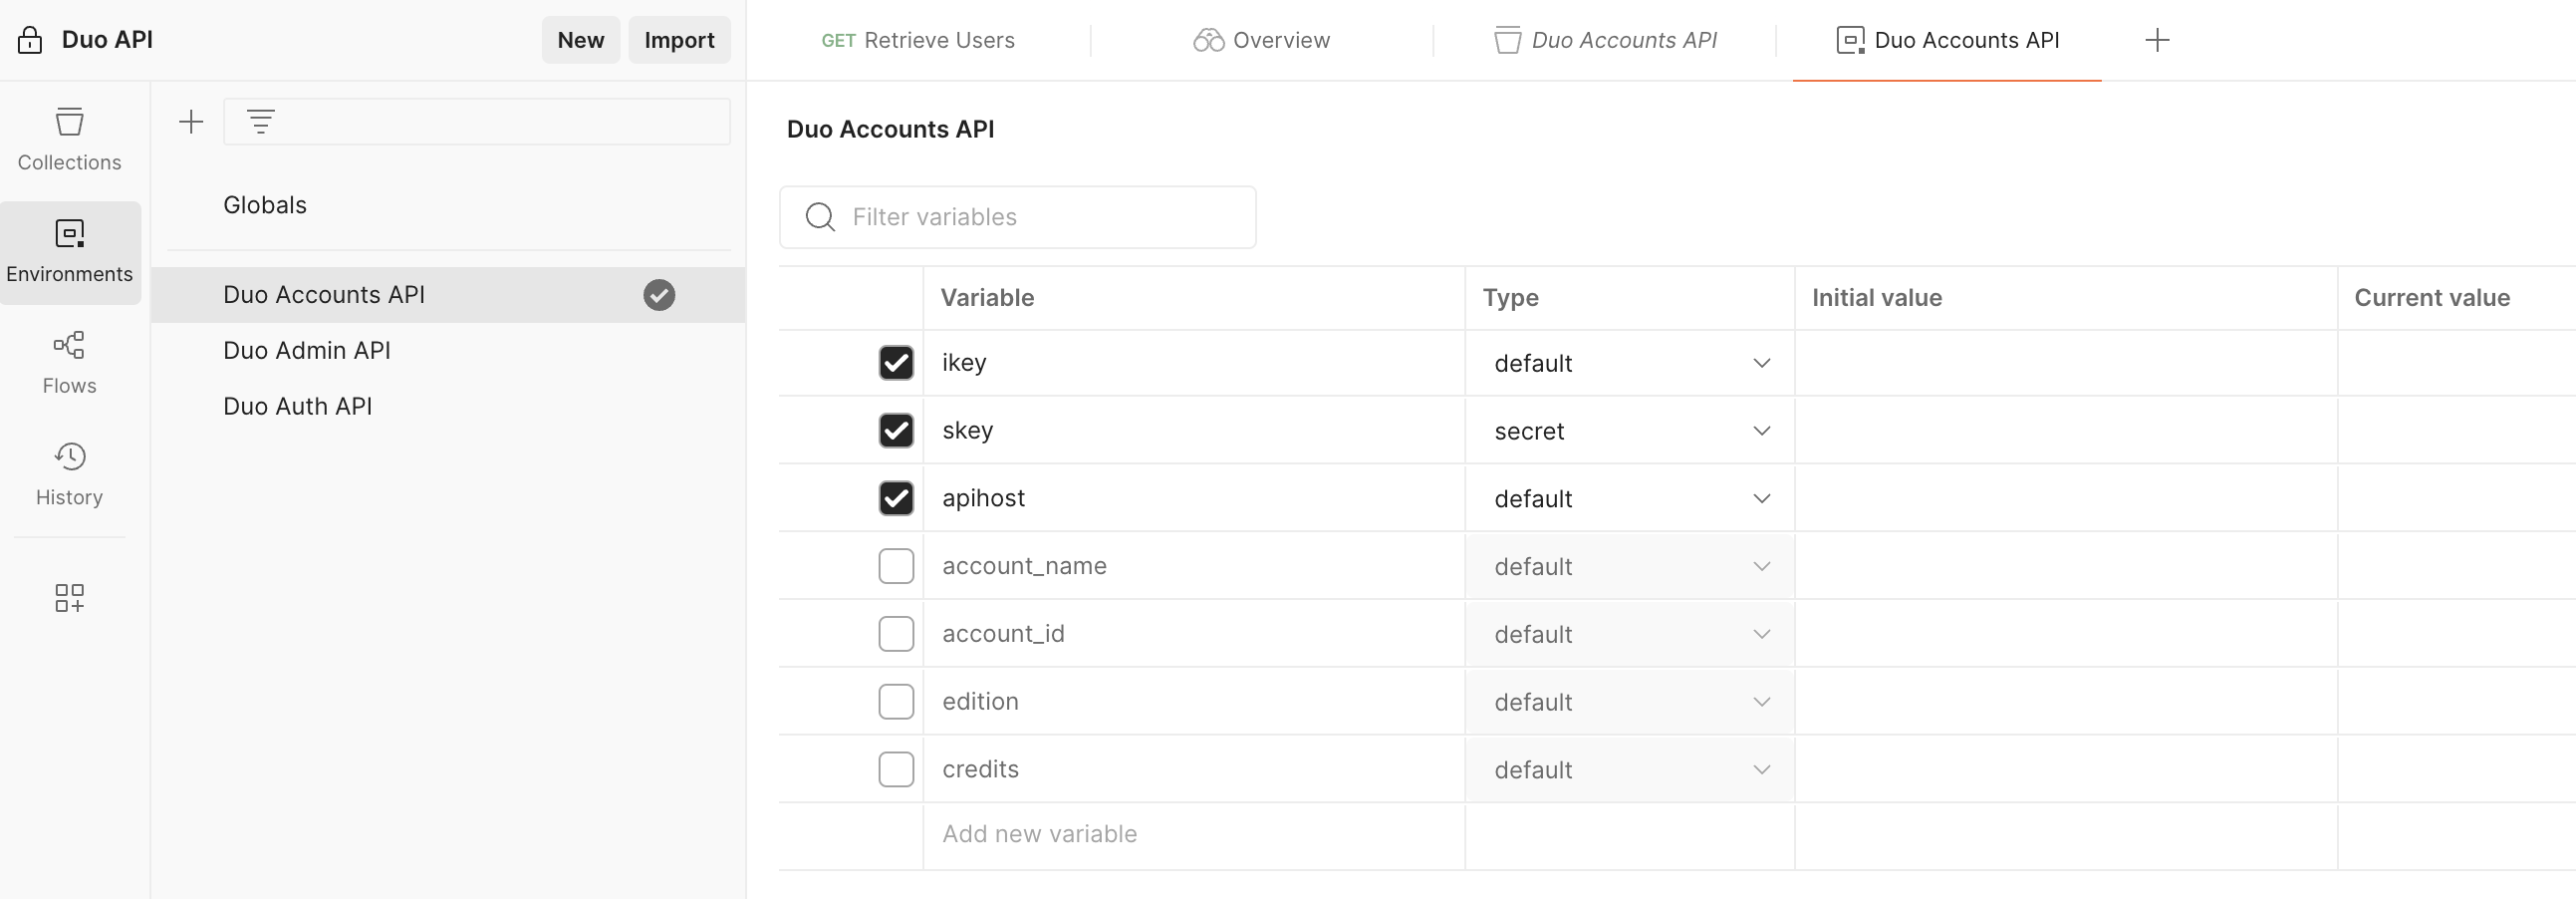 Duo API
New
Import
GET Retrieve Users
Overview
Duo Accounts API
Duo Accounts API
Collections
Environments
Flows
History
Globals
Duo Accounts API
Duo Admin API
Duo Auth API
Duo Accounts API
Filter variables
Variable Type Initial value Current value
ikey default
skey secret
apihost default
account_name default
account_id default
edition default
credits default
Add new variable